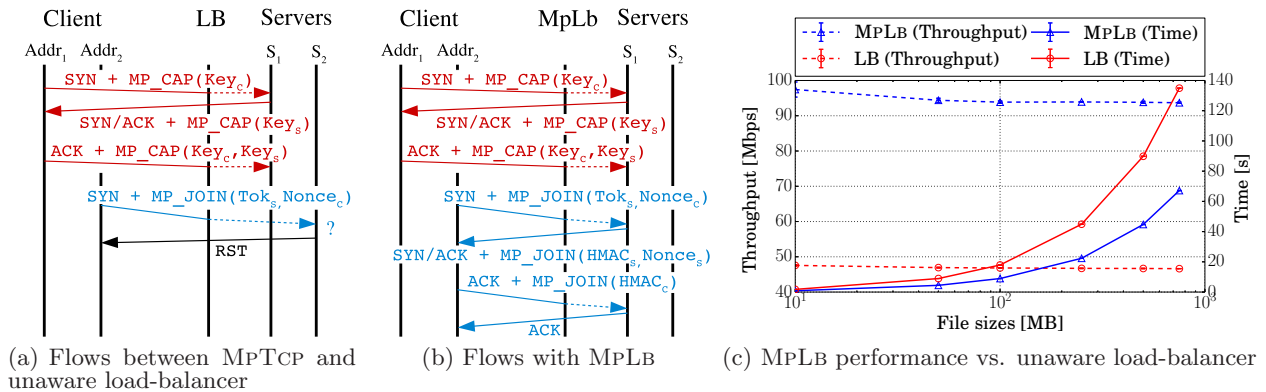 Client LB Servers
Addr1 Addr2 S1 S2
SYN + MP_CAP(Keyc)
SYN/ACK + MP_CAP(Keys)
ACK + MP_CAP(Keyc,Keys)
SYN + MP_JOIN(Toks,Noncec)
?
RST
(a) Flows between MPTCP and
unaware load-balancer
Client MpLb Servers
Addr1 Addr2 S1 S2
SYN + MP_CAP(Keyc)
SYN/ACK + MP_CAP(Keys)
ACK + MP_CAP(Keyc,Keys)
SYN + MP_JOIN(Toks,Noncec)
SYN/ACK + MP_JOIN(HMACs,Nonces)
ACK + MP_JOIN(HMACc)
ACK
(b) Flows with MPLB
MPLB (Throughput) MPLB (Time)
LB (Throughput) LB (Time)
Throughput [Mbps]
100
90
80
70
60
50
40
140
120
100
80
60
40
20
0
Time [s]
10^1 10^2 10^3
File sizes [MB]
(c) MPLB performance vs. unaware load-balancer